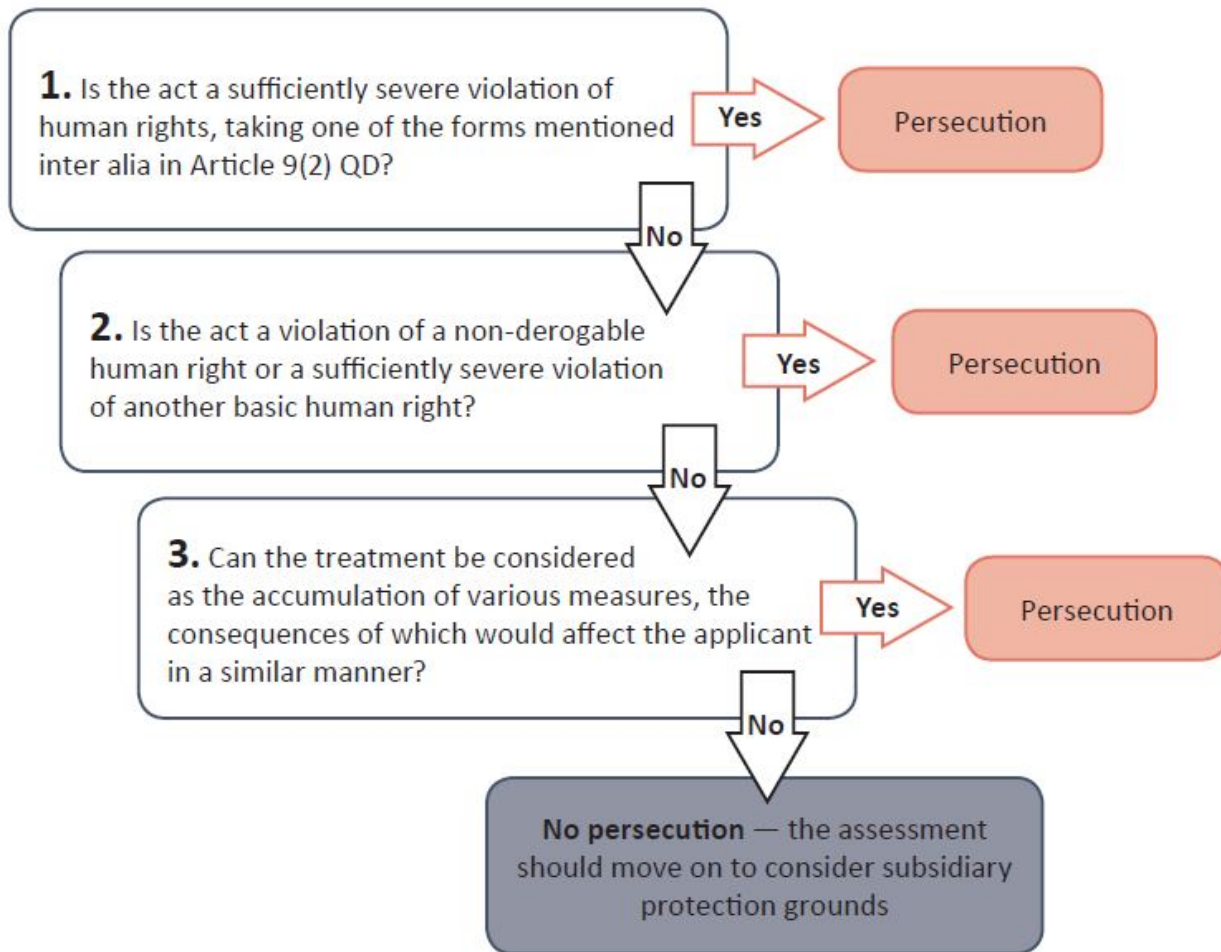 1. Is the act a sufficiently severe violation of
human rights, taking one of the forms mentioned
inter alia in Article 9(2) QD?
Yes
Persecution
No
2. Is the act a violation of a non-derogable
human right or a sufficiently severe violation
of another basic human right?
Yes
Persecution
No
3. Can the treatment be considered
as the accumulation of various measures, the
consequences of which would affect the applicant
in a similar manner?
Yes
Persecution
No
No persecution — the assessment
should move on to consider subsidiary
protection grounds